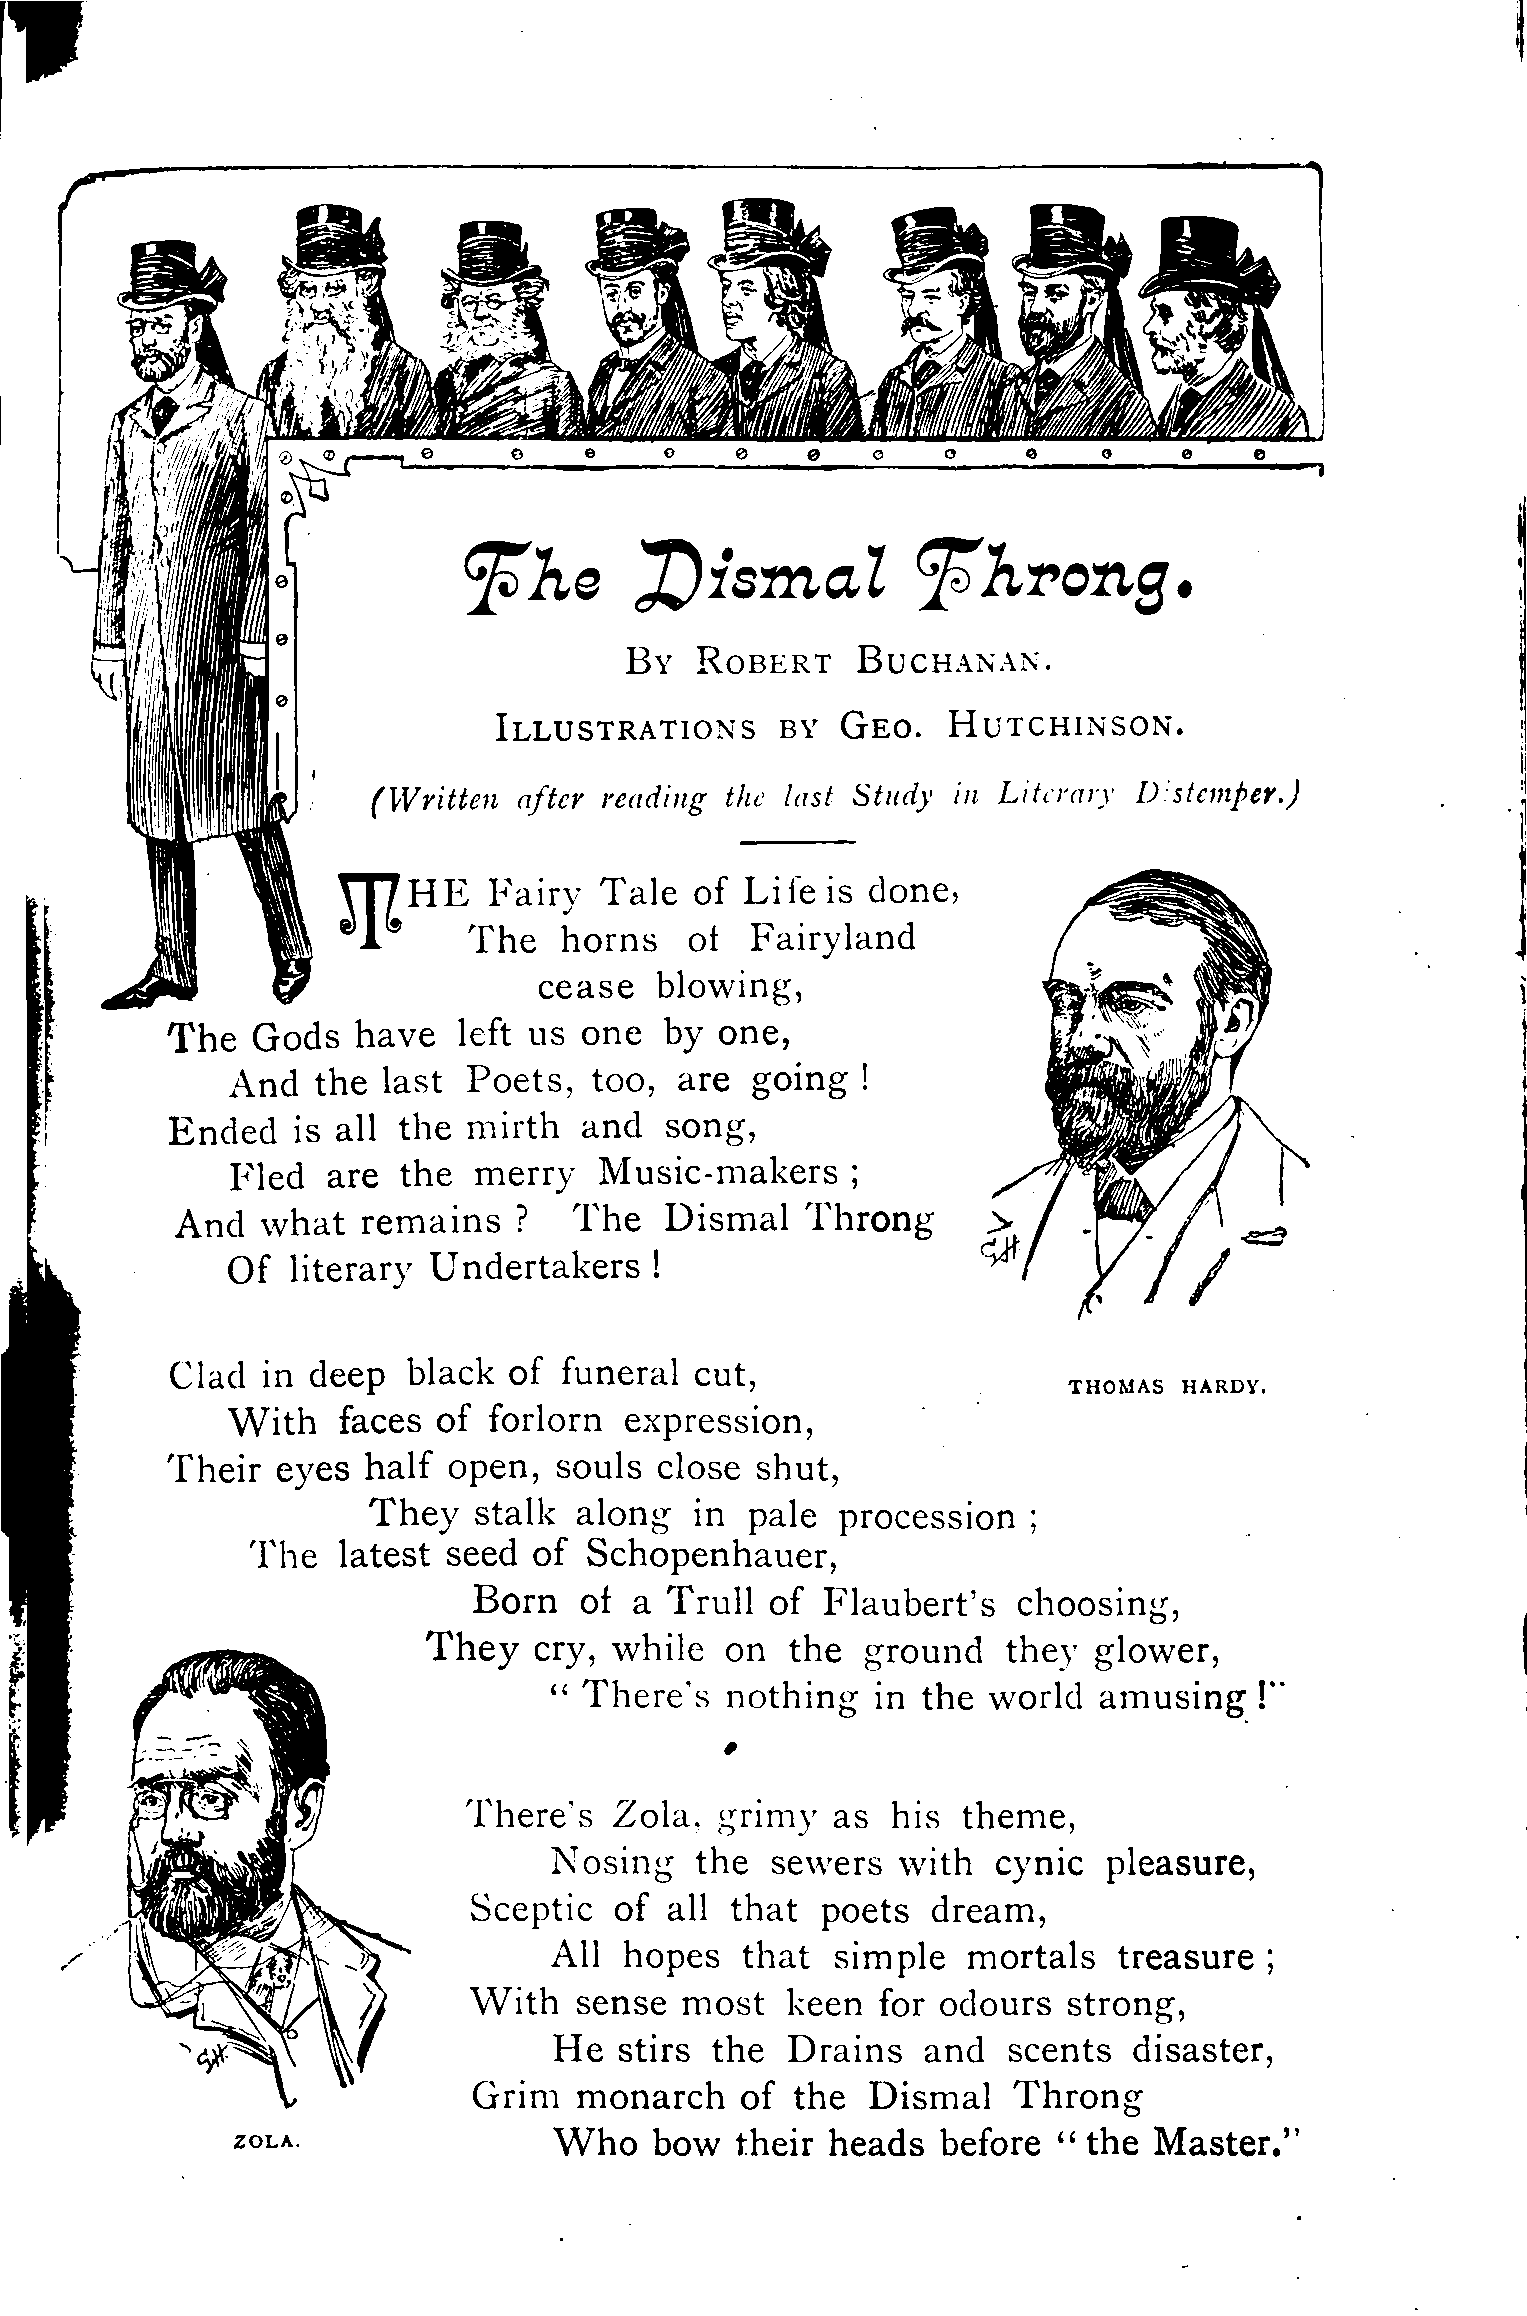 The Dismal Throng.
BY ROBERT BUCHANAN.
ILLUSTRATIONS BY GEO. HUTCHINSON.
(Written after reading the last Study in Literary Distemper.)
THE Fairy Tale of Life is done,
The horns of Fairyland
cease blowing,
The Gods have left us one by one,
And the last Poets, too, are going !
Ended is all the mirth and song,
Fled are the merry Music-makers ;
And what remains ? The Dismal Throng
Of literary Undertakers !
GH
THOMAS HARDY.
Clad in deep black of funeral cut,
With faces of forlorn expression,
Their eyes half open, souls close shut,
They stalk along in pale procession ;
The latest seed of Schopenhauer,
Born of a Trull of Flaubert's choosing,
They cry, while on the ground they glower,
“ There's nothing in the world amusing !”
There's Zola, grimy as his theme,
Nosing the sewers with cynic pleasure,
Sceptic of all that poets dream,
All hopes that simple mortals treasure ;
With sense most keen for odours strong,
He stirs the Drains and scents disaster,
Grim monarch of the Dismal Throng
Who bow their heads before “ the Master.”
G.H.
ZOLA.